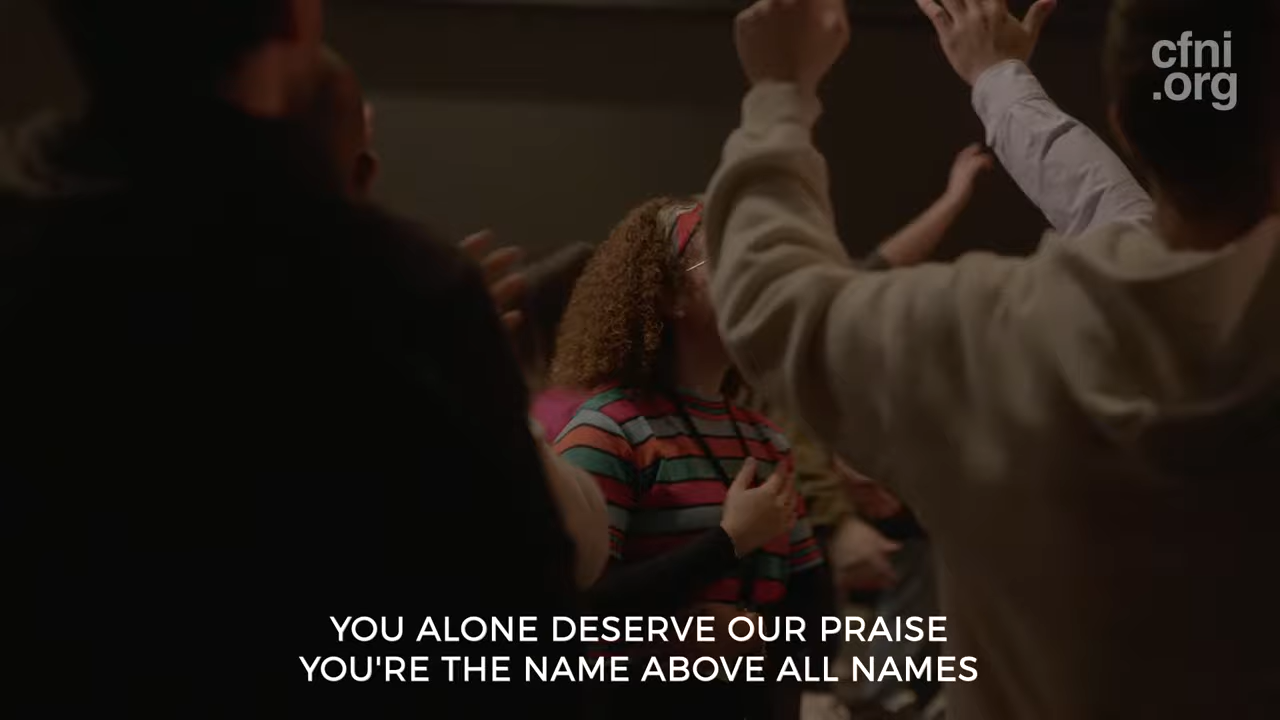 cfni
.org
YOU ALONE DESERVE OUR PRAISE
YOU'RE THE NAME ABOVE ALL NAMES